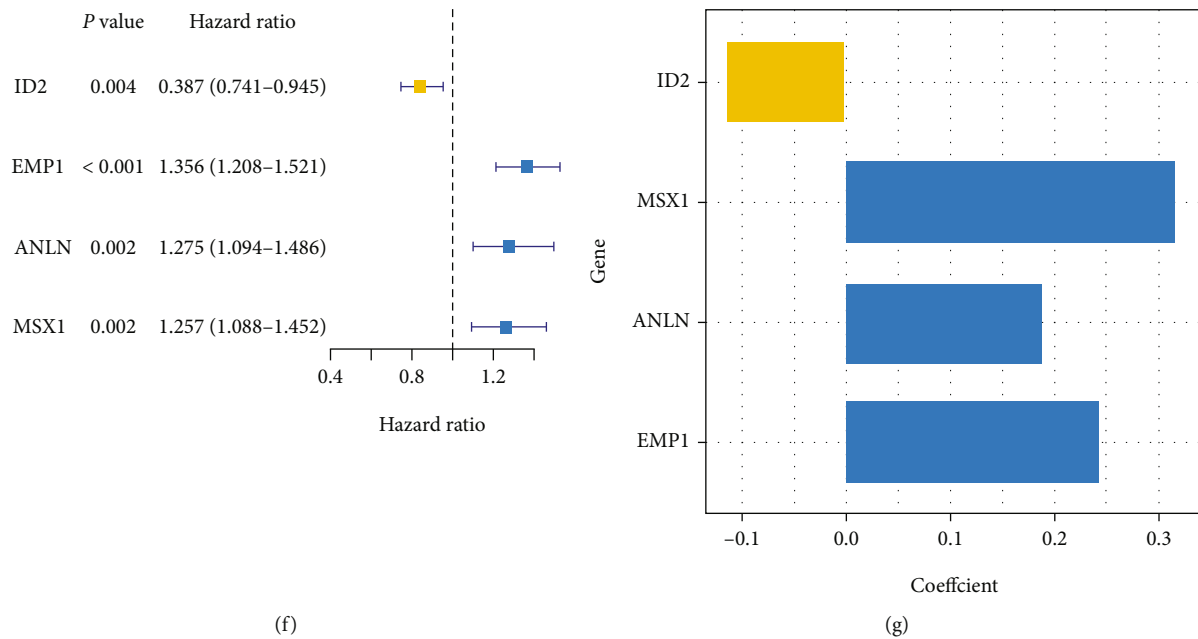 P value Hazard ratio
ID2 0.004 0.387 (0.741–0.945)
EMP1 < 0.001 1.356 (1.208–1.521)
ANLN 0.002 1.275 (1.094–1.486)
MSX1 0.002 1.257 (1.088–1.452)
0.4 0.8 1.2
Hazard ratio
(f)
Gene
ID2
MSX1
ANLN
EMP1
–0.1 0.0 0.1 0.2 0.3
Coeffcient
(g)